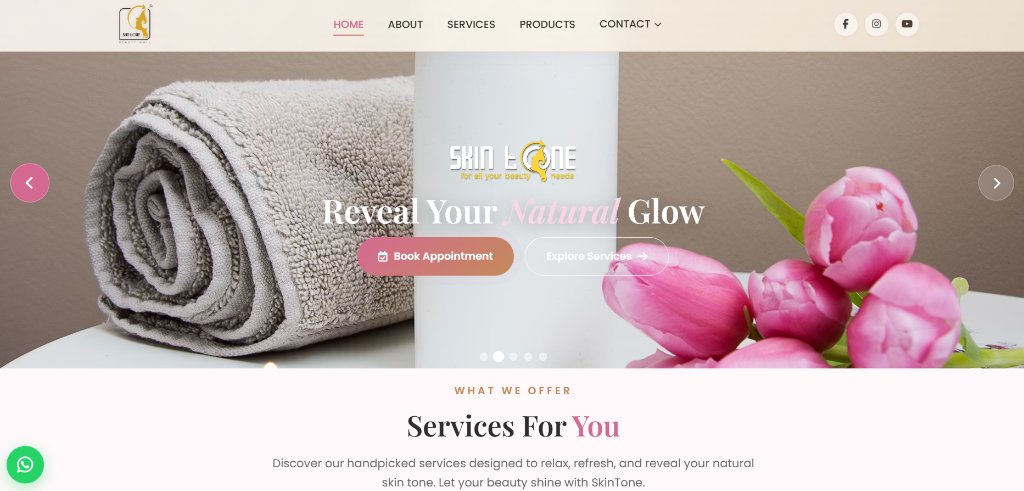 HOME ABOUT SERVICES PRODUCTS CONTACT
SKIN TONE
for all your beauty needs
Reveal Your Natural Glow
Book Appointment Explore Services
WHAT WE OFFER
Services For You
Discover our handpicked services designed to relax, refresh, and reveal your natural
skin tone. Let your beauty shine with SkinTone.